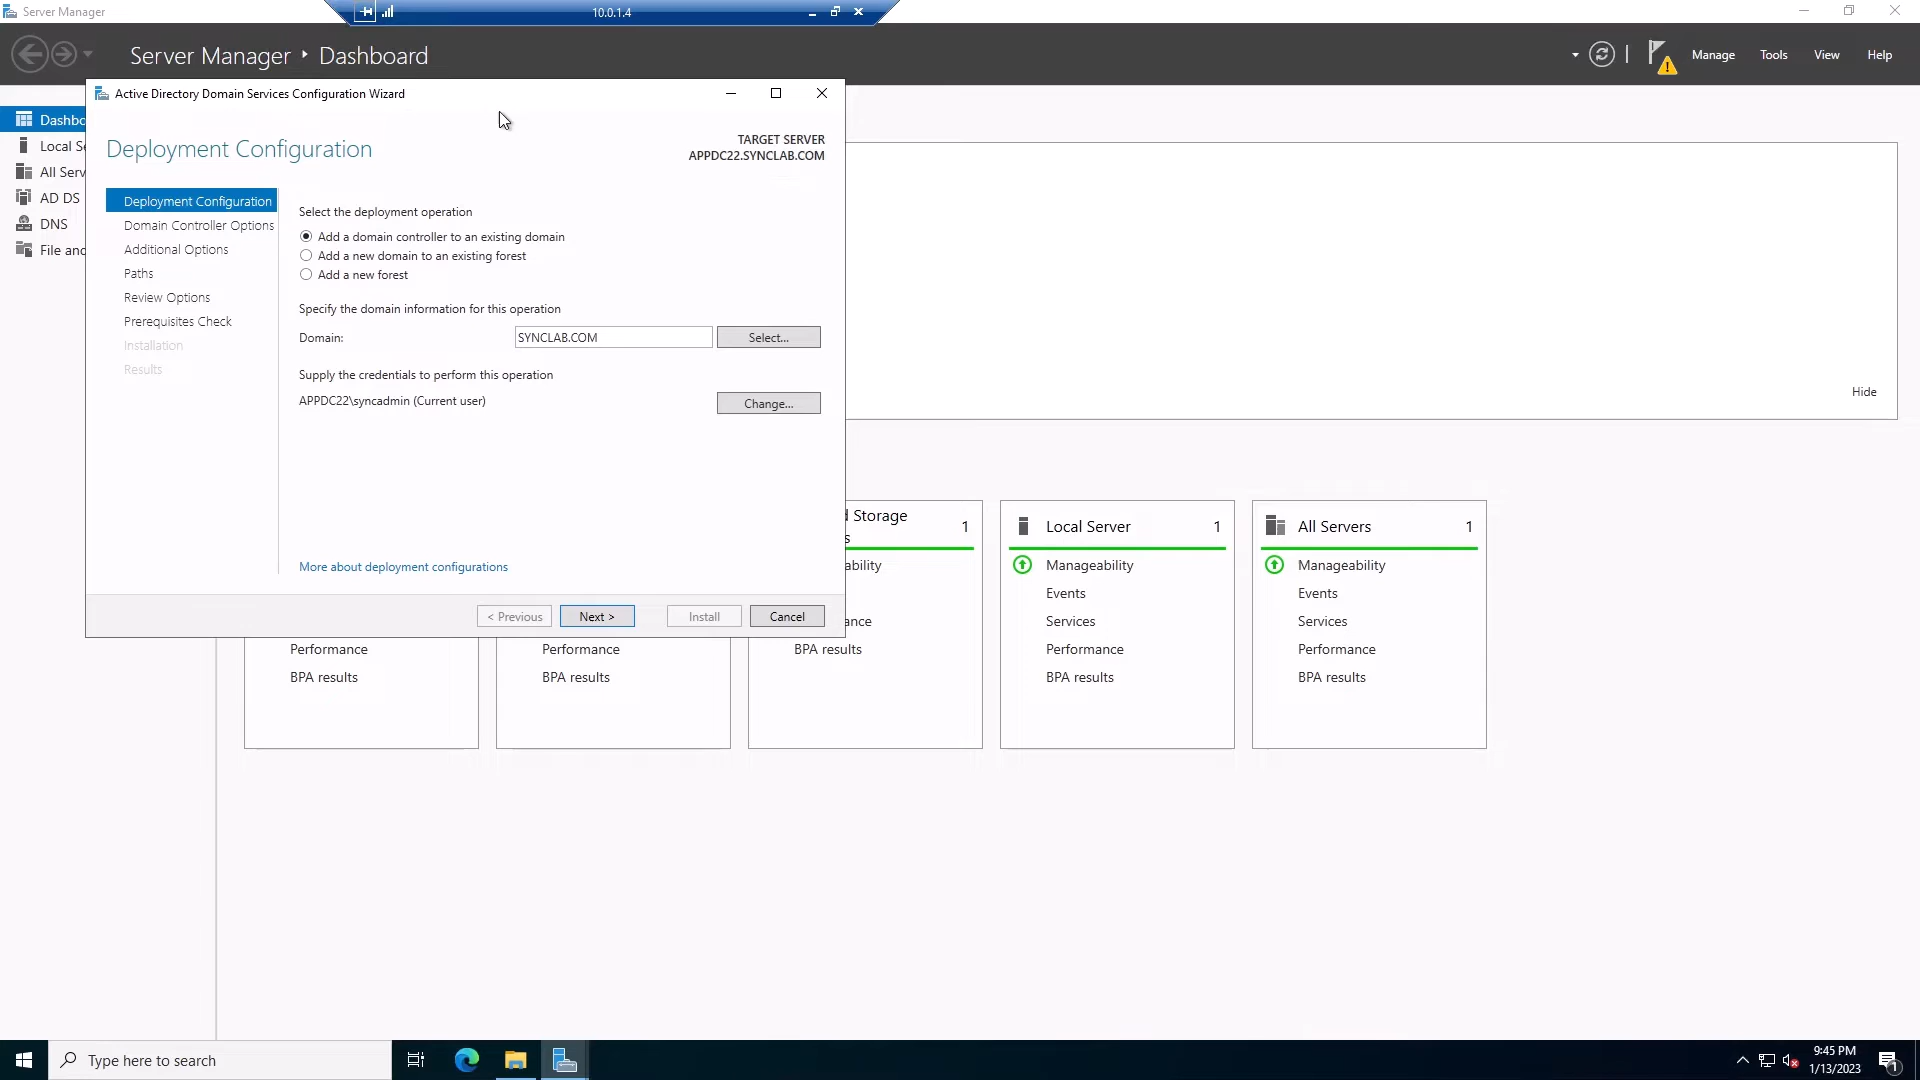 Server Manager
10.0.1.4
Server Manager
Dashboard
Manage
Tools
View
Help
Dashbo
Local Se
All Serv
AD DS
DNS
File and
Active Directory Domain Services Configuration Wizard
Deployment Configuration
TARGET SERVER
APPDC22.SYNCLAB.COM
Deployment Configuration
Domain Controller Options
Additional Options
Paths
Review Options
Prerequisites Check
Installation
Results
Select the deployment operation
Add a domain controller to an existing domain
Add a new domain to an existing forest
Add a new forest
Specify the domain information for this operation
Domain:
SYNCLAB.COM
Select...
Supply the credentials to perform this operation
APPDC22\syncadmin (Current user)
Change...
More about deployment configurations
< Previous
Next >
Install
Cancel
Hide
Performance
BPA results
Performance
BPA results
d Storage
s
1
ability
ance
BPA results
Local Server
1
Manageability
Events
Services
Performance
BPA results
All Servers
1
Manageability
Events
Services
Performance
BPA results
Type here to search
9:45 PM
1/13/2023
1